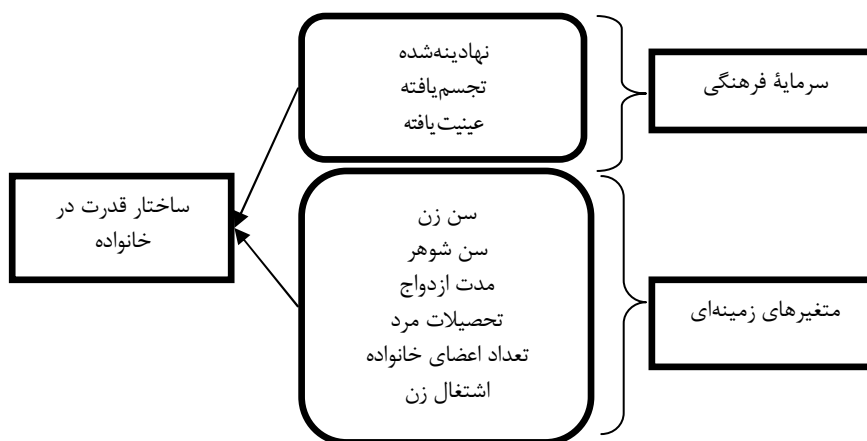 سرمایۀ فرهنگی
نهادینه‌شده
تجسم‌یافته
عینیت‌یافته
متغیرهای زمینه‌ای
سن زن
سن شوهر
مدت ازدواج
تحصیلات مرد
تعداد اعضای خانواده
اشتغال زن
ساختار قدرت در
خانواده